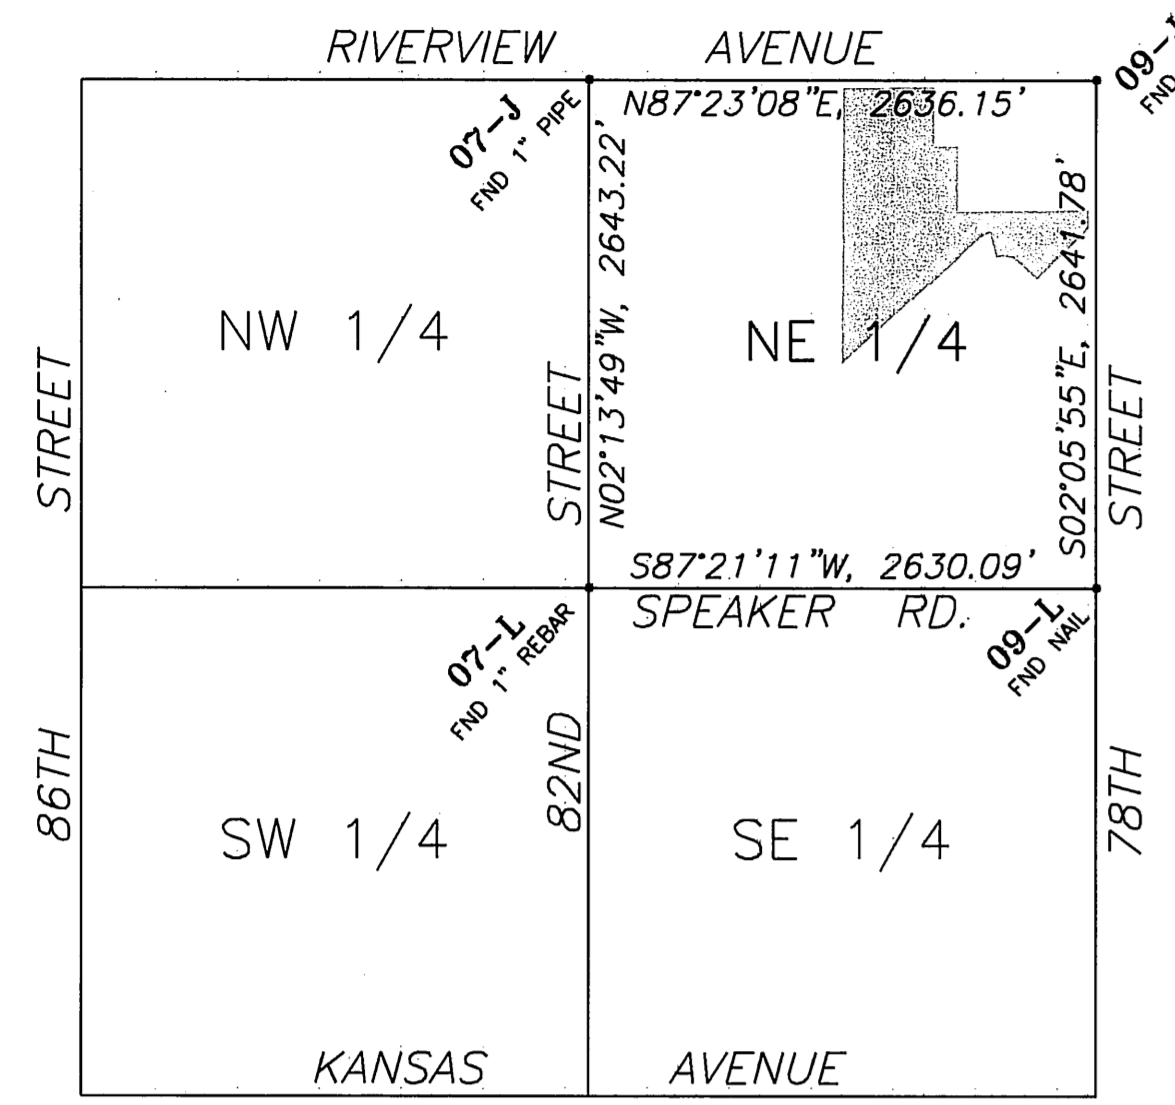 RIVERVIEW AVENUE
07-J
FND 1" PIPE
N87°23'08"E, 2636.15'
FND
N02°13'49"W, 2643.22'
S02°05'55"E, 2641.78'
NW 1/4
NE 1/4
STREET
STREET
STREET
S87°21'11"W, 2630.09'
SPEAKER RD.
07-L
FND 1" REBAR
09-L
FND NAIL
86TH
82ND
78TH
SW 1/4
SE 1/4
KANSAS AVENUE